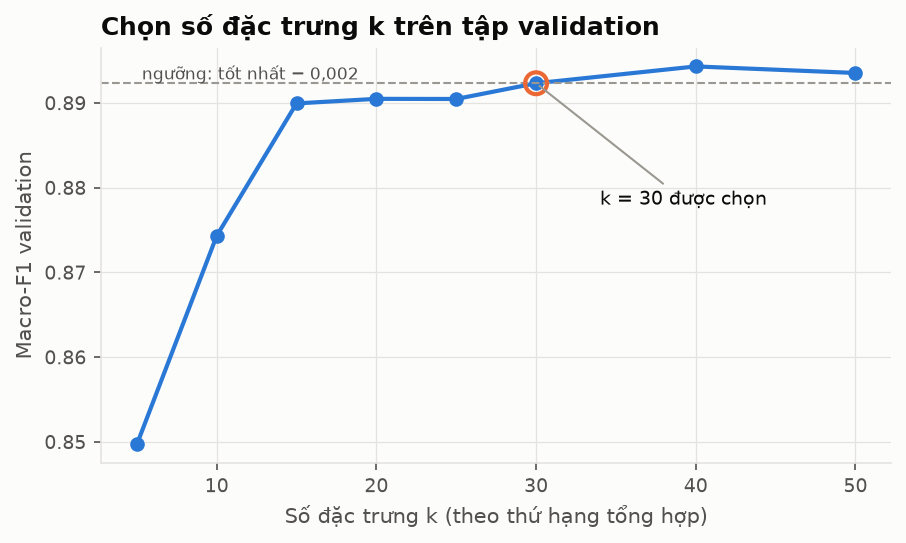 Chọn số đặc trưng k trên tập validation
ngưỡng: tốt nhất − 0,002
k = 30 được chọn
Macro-F1 validation
0.89
0.88
0.87
0.86
0.85
10 20 30 40 50
Số đặc trưng k (theo thứ hạng tổng hợp)